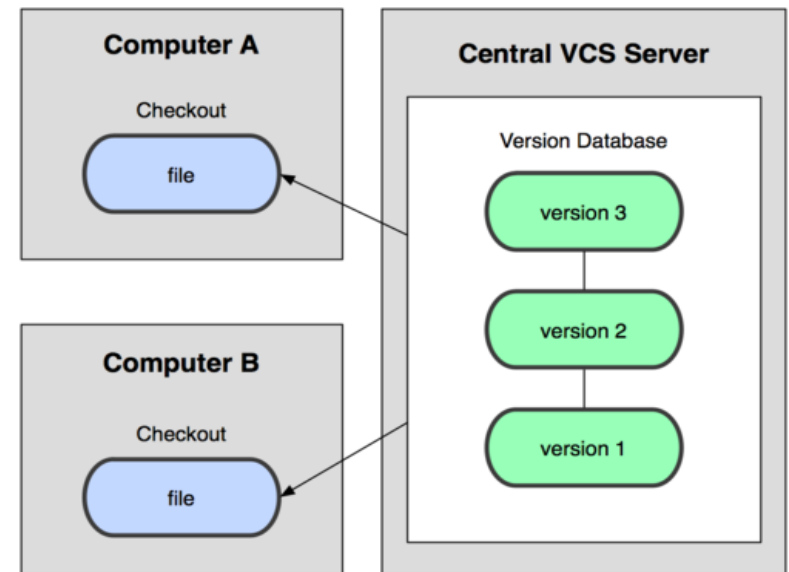 Computer A
Checkout
file
Computer B
Checkout
file
Central VCS Server
Version Database
version 3
version 2
version 1